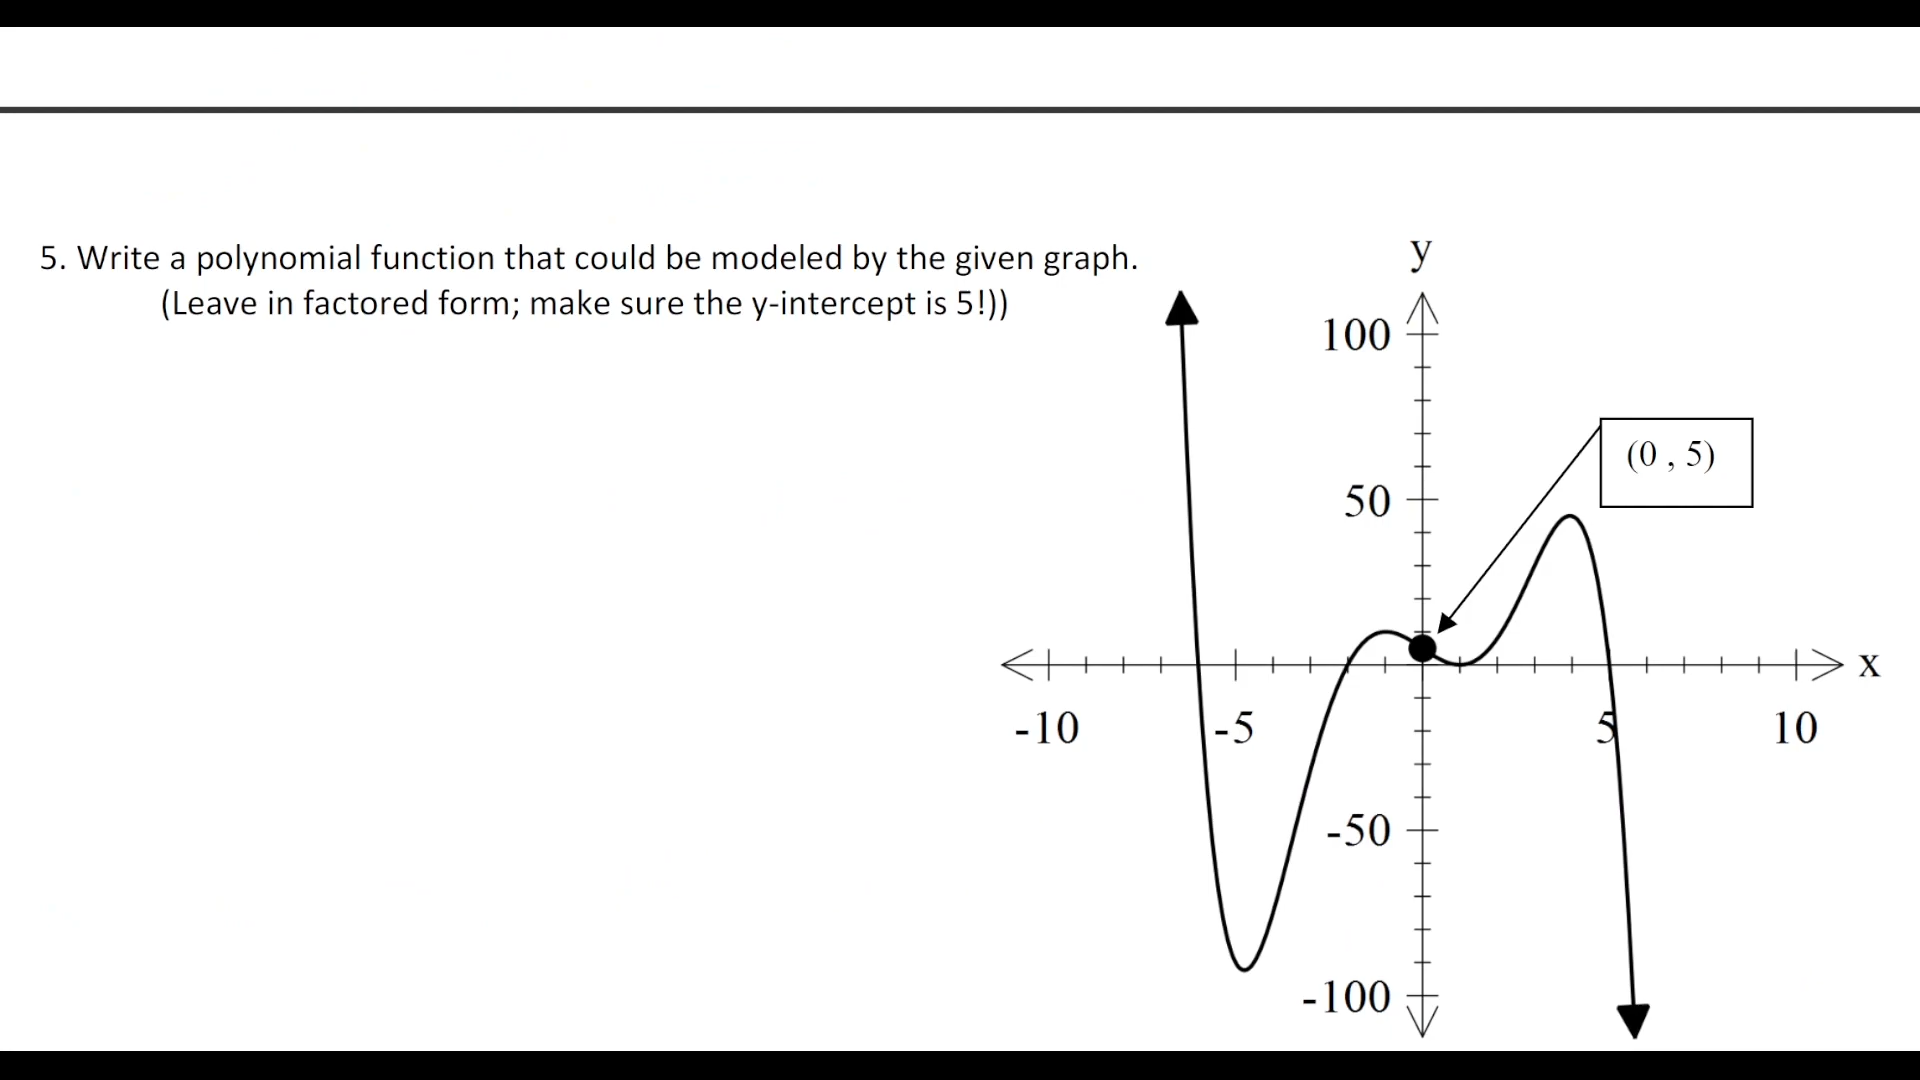 5. Write a polynomial function that could be modeled by the given graph.
(Leave in factored form; make sure the y-intercept is 5!))
y
100
(0 , 5)
50
x
-10
-5
5
10
-50
-100